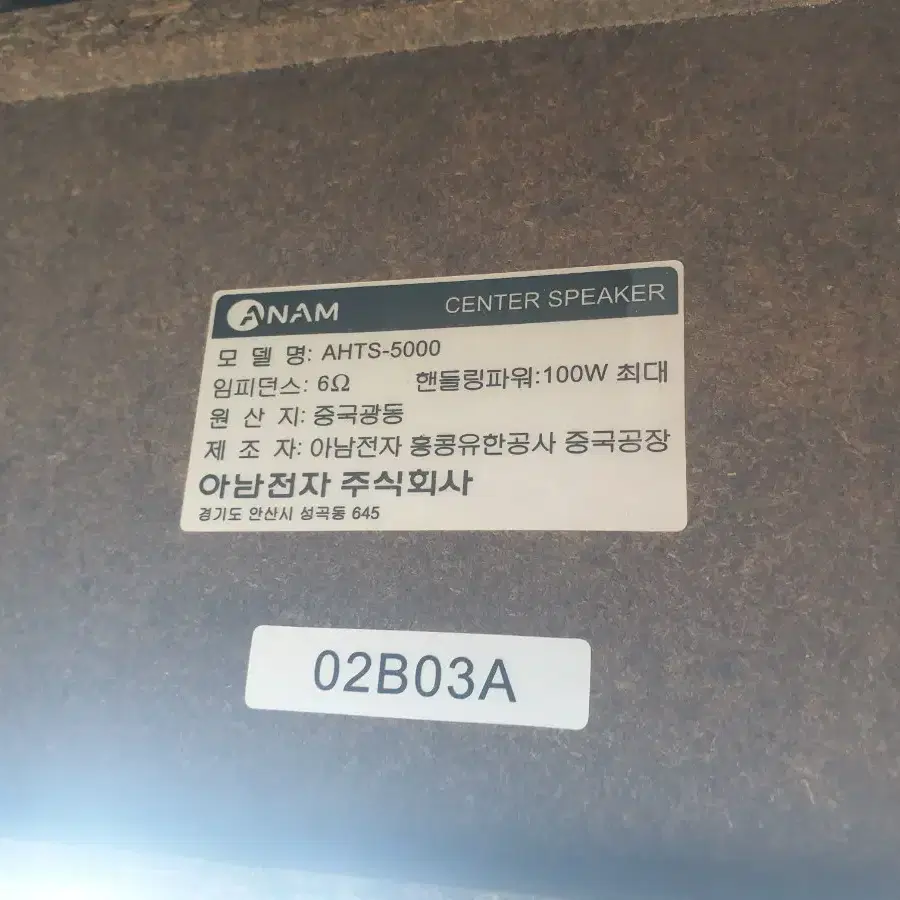 ANAM CENTER SPEAKER
모 델 명: AHTS-5000
임피던스: 6Ω 핸들링파워:100W 최대
원 산 지: 중국광동
제 조 자: 아남전자 홍콩유한공사 중국공장
아남전자 주식회사
경기도 안산시 성곡동 645
02B03A